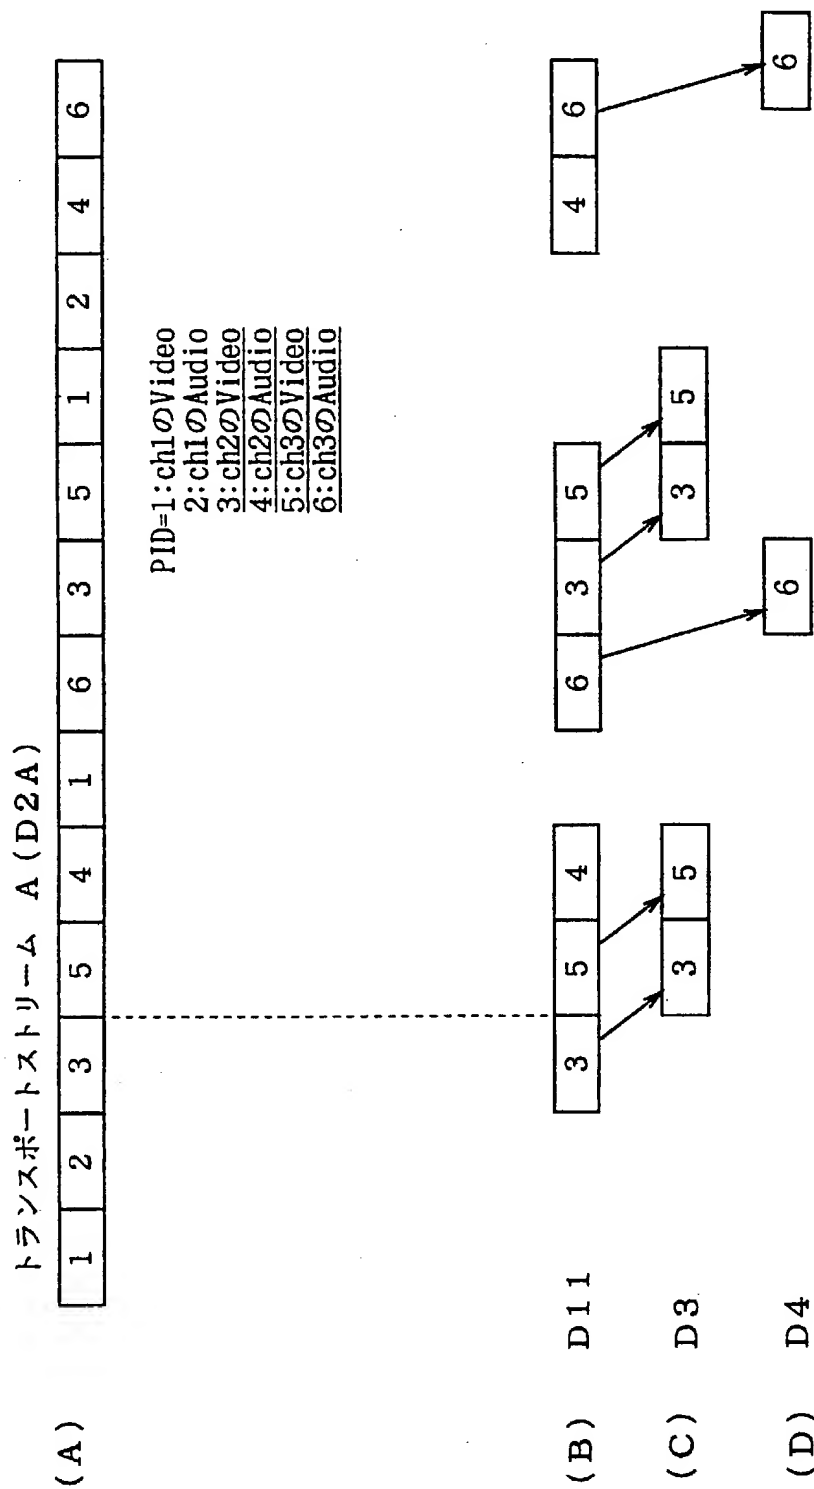 トランスポートストリーム A (D2A)
(A) 1 2 3 5 4 1 6 3 5 1 2 4 6
PID=1:ch1のVideo
2:ch1のAudio
3:ch2のVideo
4:ch2のAudio
5:ch3のVideo
6:ch3のAudio
(B) D11 3 5 4 6 3 5 4 6
(C) D3 3 5 3 5
(D) D4 6 6